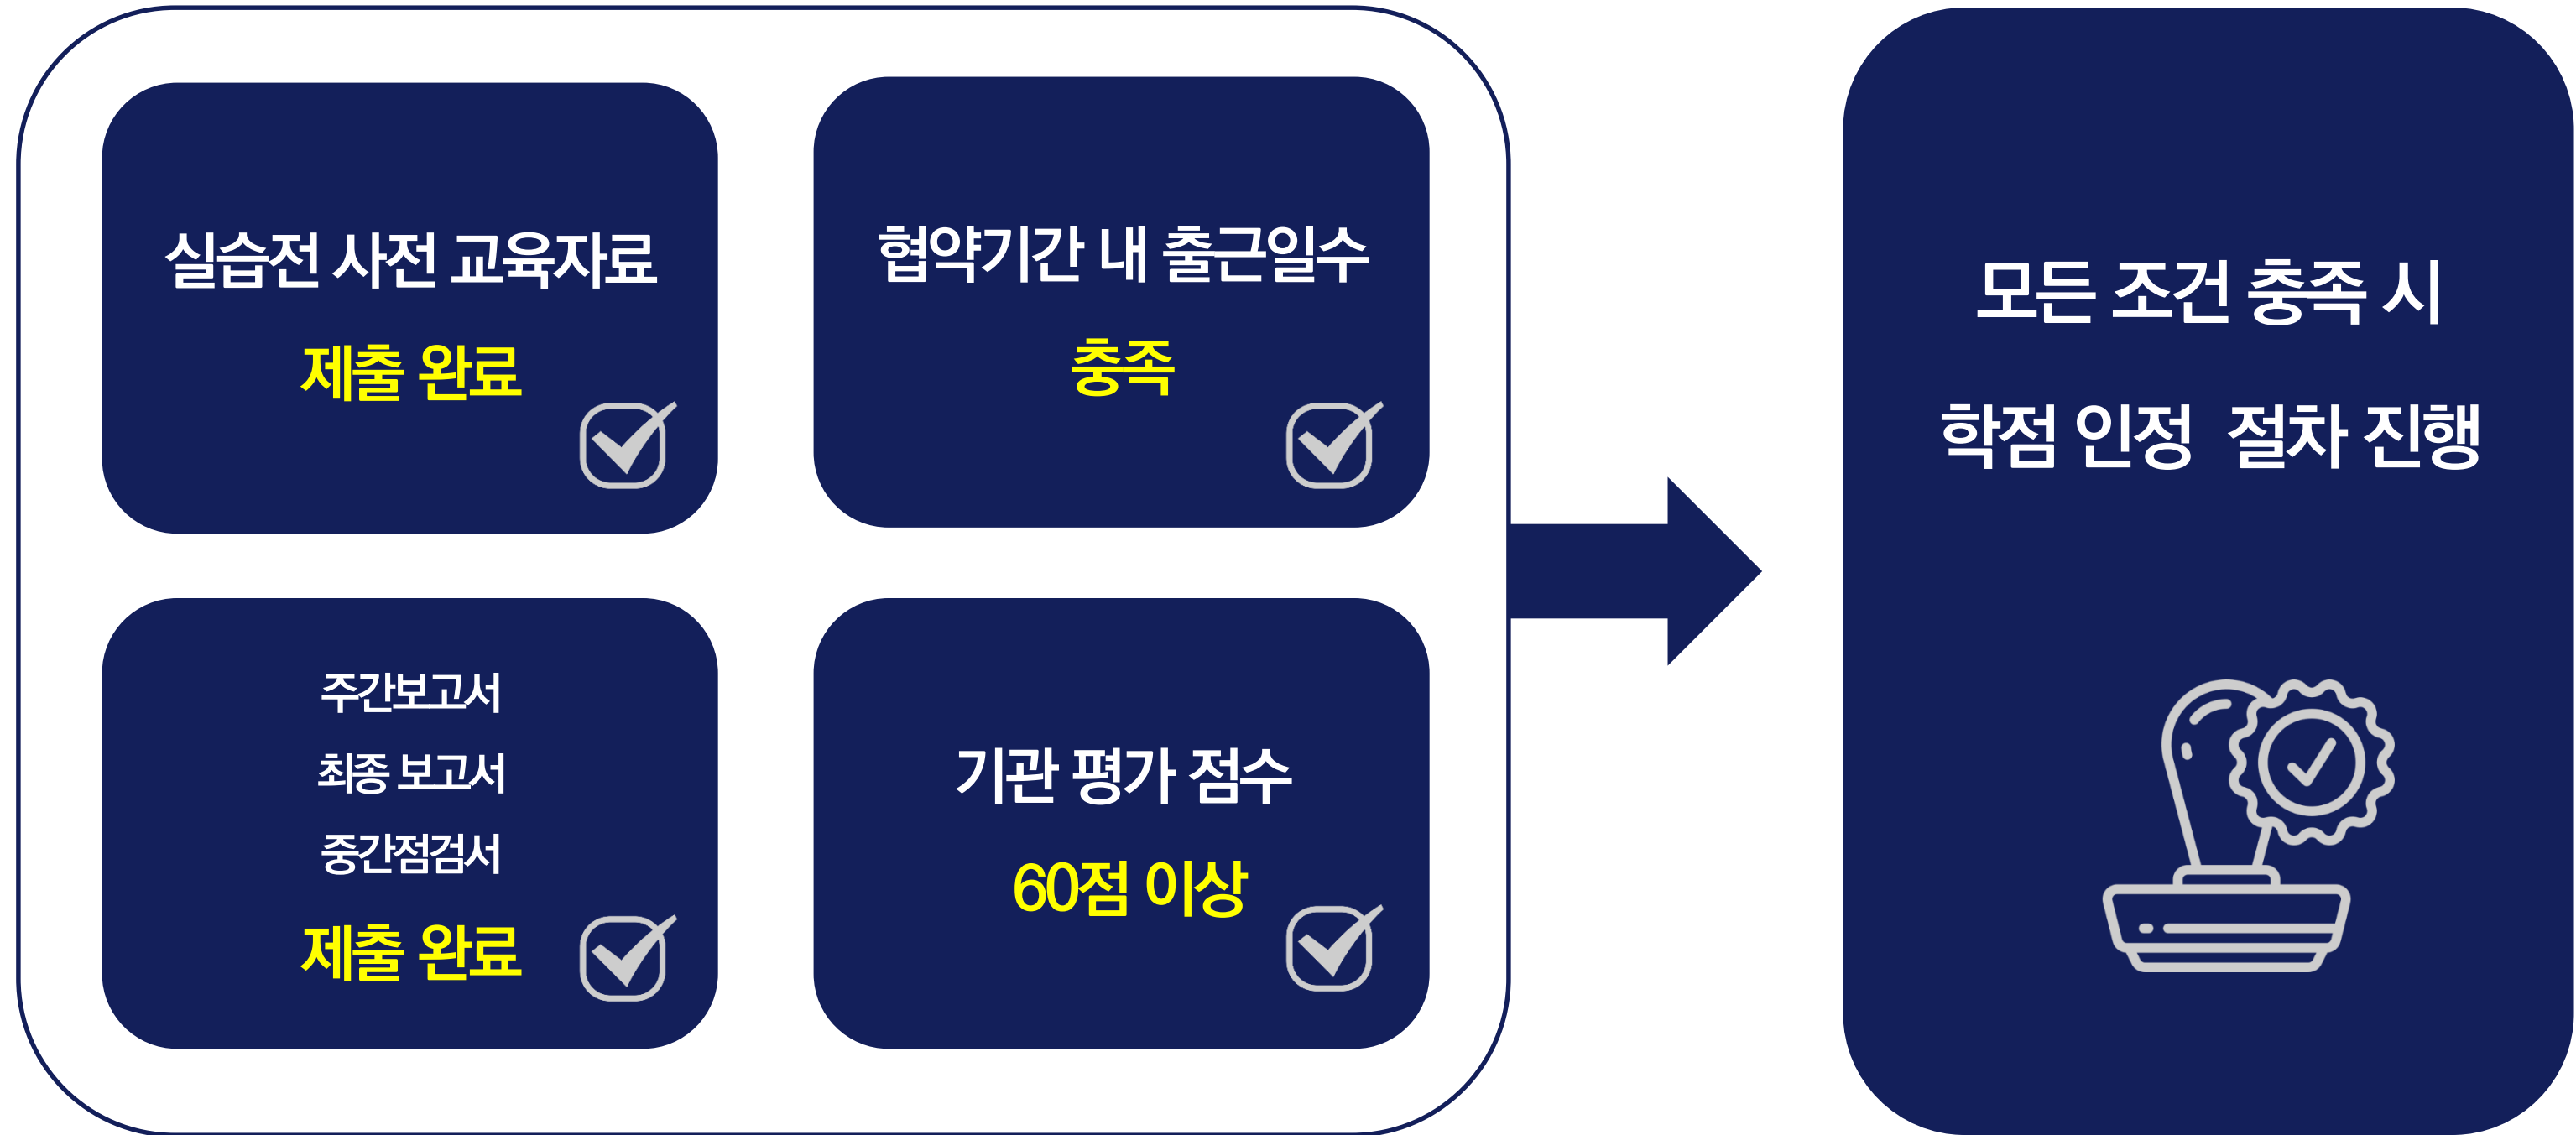 실습전 사전 교육자료
제출 완료
협약기간 내 출근일수
충족
주간보고서
최종 보고서
중간점검서
제출 완료
기관 평가 점수
60점 이상
모든 조건 충족 시
학점 인정 절차 진행